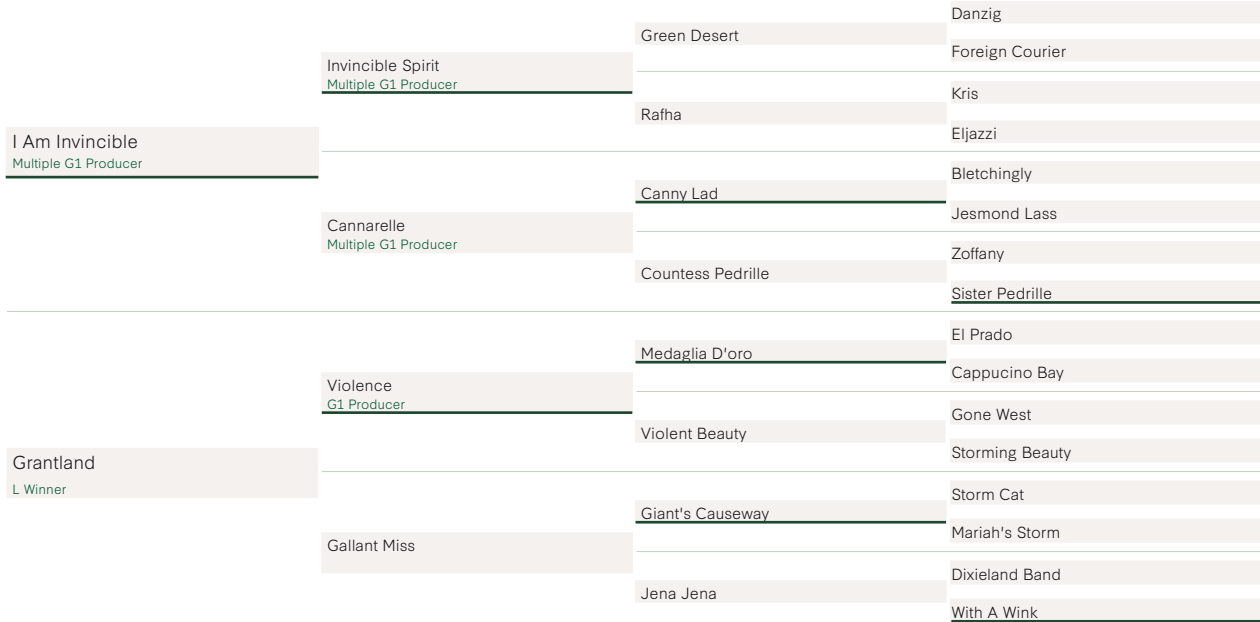 Danzig
Green Desert
Foreign Courier
Invincible Spirit
Multiple G1 Producer
Kris
Rafha
Eljazzi
I Am Invincible
Multiple G1 Producer
Bletchingly
Canny Lad
Jesmond Lass
Cannarelle
Multiple G1 Producer
Zoffany
Countess Pedrille
Sister Pedrille
El Prado
Medaglia D'oro
Cappucino Bay
Violence
G1 Producer
Gone West
Violent Beauty
Storming Beauty
Grantland
L Winner
Storm Cat
Giant's Causeway
Mariah's Storm
Gallant Miss
Dixieland Band
Jena Jena
With A Wink